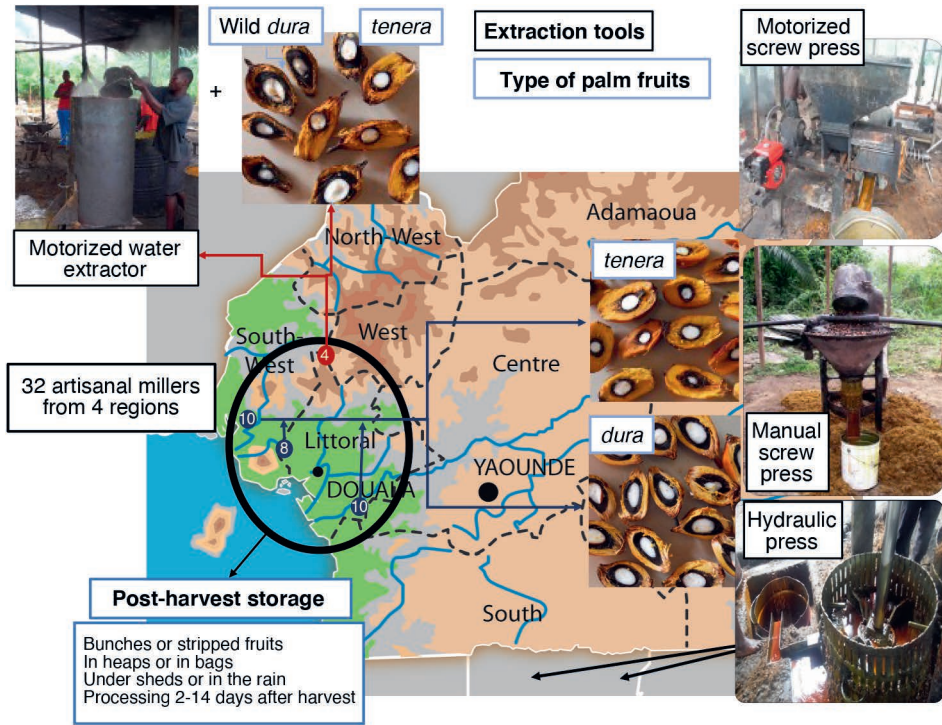 Wild dura
tenera
Extraction tools
Type of palm fruits
Motorized
screw press
+
Motorized water
extractor
North-West
Adamaoua
tenera
South-
West
West
4
Centre
32 artisanal millers
from 4 regions
10
Littoral
8
dura
Manual
screw press
YAOUNDE
DOUALA
10
Hydraulic
press
Post-harvest storage
South
Bunches or stripped fruits
In heaps or in bags
Under sheds or in the rain
Processing 2-14 days after harvest